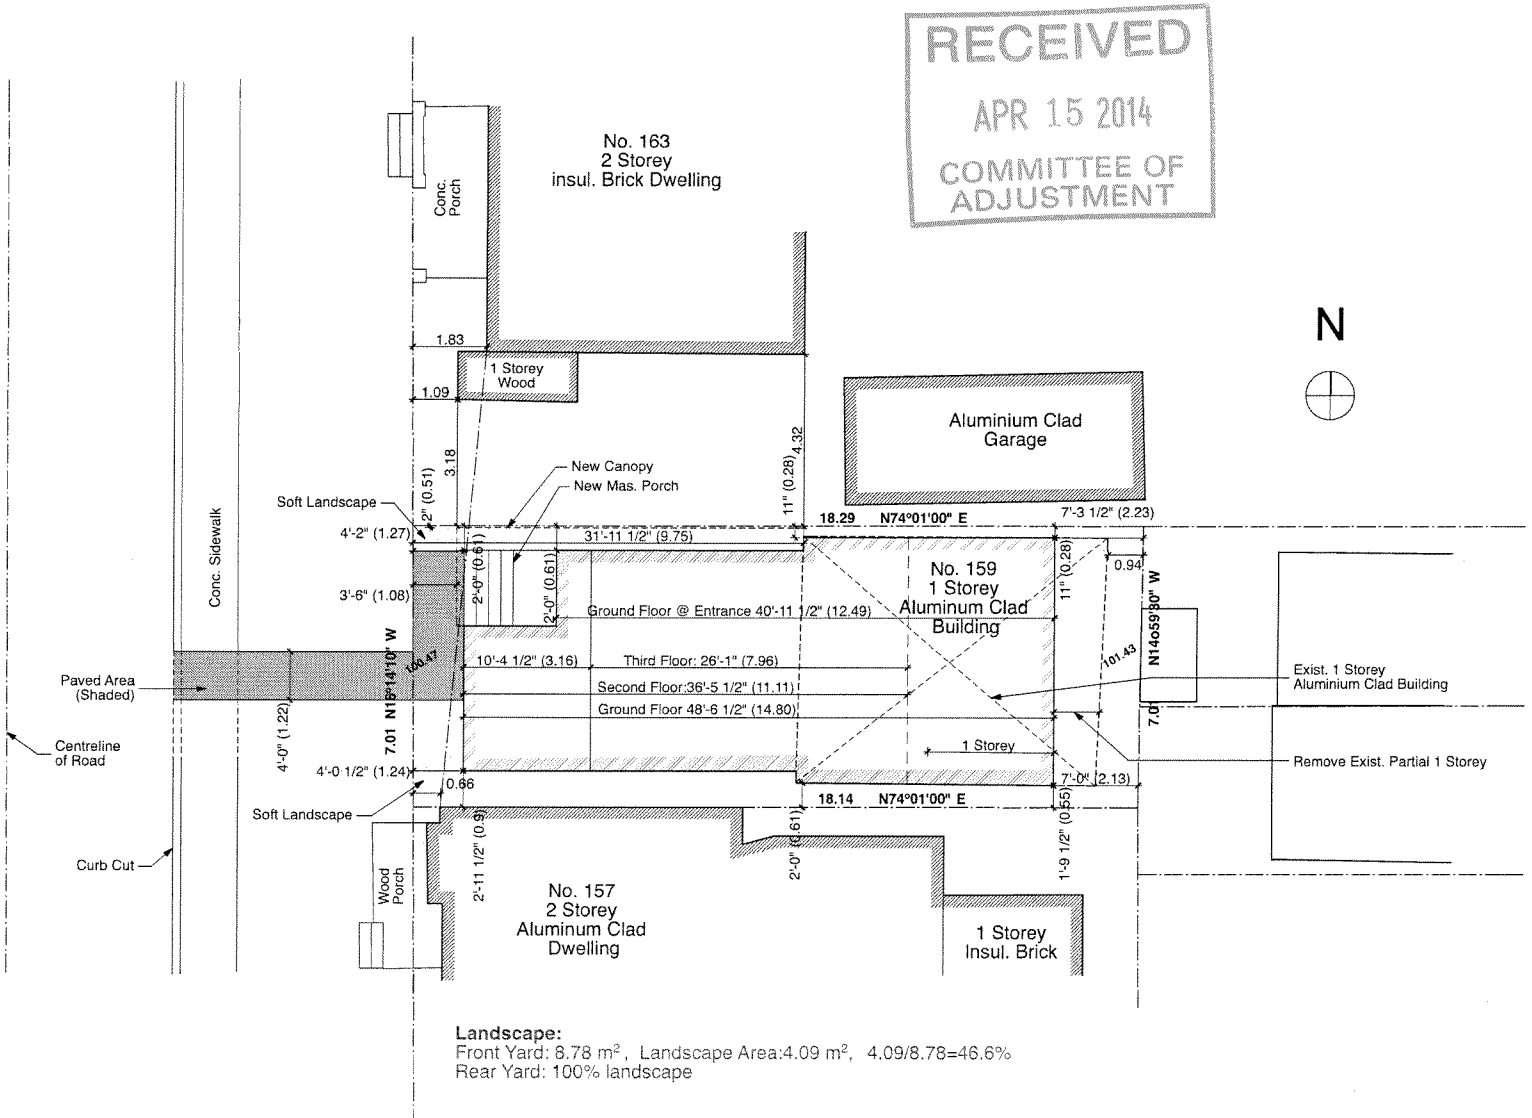 RECEIVED
APR 15 2014
COMMITTEE OF
ADJUSTMENT
No. 163
2 Storey
insul. Brick Dwelling
Conc.
Porch
N
1.83
1 Storey
Wood
1.09
Aluminium Clad
Garage
4.32
3.18
11" (0.28)
New Canopy
New Mas. Porch
Soft Landscape
2" (0.51)
18.29 N74°01'00" E
7'-3 1/2" (2.23)
4'-2" (1.27)
31'-11 1/2" (9.75)
Conc. Sidewalk
2'-0" (0.61)
2'-0" (0.61)
11" (0.28)
0.94
No. 159
1 Storey
Aluminum Clad
Building
3'-6" (1.08)
Ground Floor @ Entrance 40'-11 1/2" (12.49)
7.01 N16°14'10" W
100.47
10'-4 1/2" (3.16)
Third Floor: 26'-1" (7.96)
101.43
7.01 N14o59'30" W
Paved Area
(Shaded)
Second Floor:36'-5 1/2" (11.11)
Exist. 1 Storey
Aluminium Clad Building
Ground Floor 48'-6 1/2" (14.80)
4'-0" (1.22)
Centreline
of Road
1 Storey
Remove Exist. Partial 1 Storey
4'-0 1/2" (1.24)
0.66
7'-0" (2.13)
Soft Landscape
18.14 N74°01'00" E
2'-11 1/2" (0.9)
2'-0" (0.61)
1'-9 1/2" (0.55)
Curb Cut
Wood
Porch
No. 157
2 Storey
Aluminum Clad
Dwelling
1 Storey
Insul. Brick
Landscape:
Front Yard: 8.78 m², Landscape Area:4.09 m², 4.09/8.78=46.6%
Rear Yard: 100% landscape